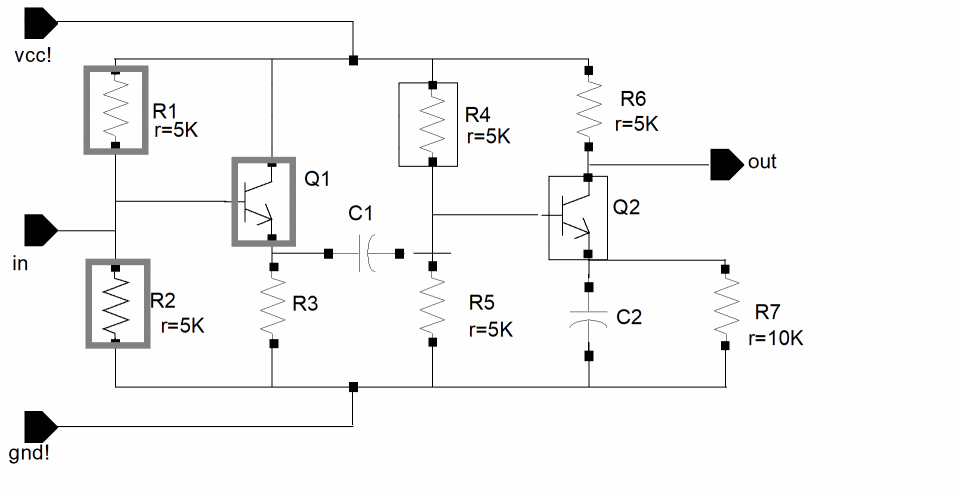 vcc!
R1
r=5K
R4
r=5K
R6
r=5K
out
Q1
Q2
C1
in
R2
r=5K
R3
R5
r=5K
C2
R7
r=10K
gnd!